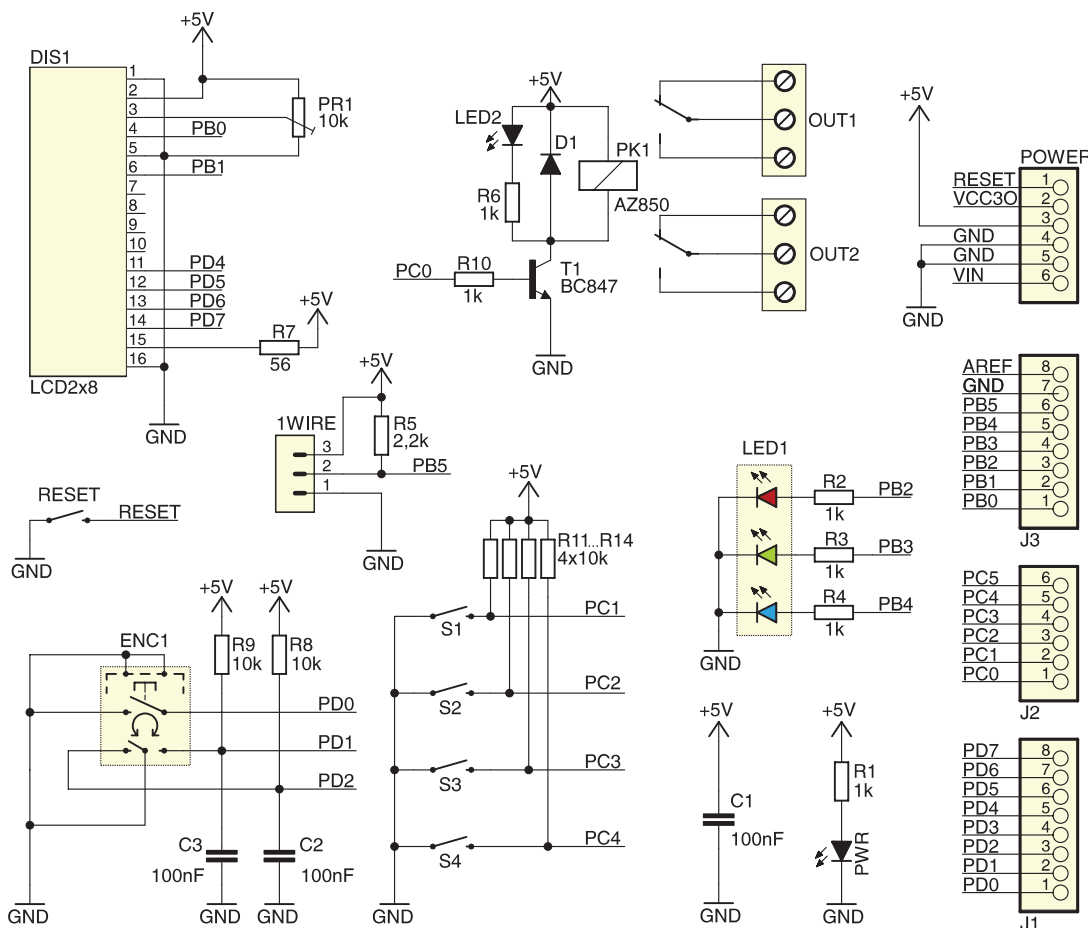 +5V
DIS1
1
2
3
4
5
6
7
8
9
10
11
12
13
14
15
16
PB0
PB1
PD4
PD5
PD6
PD7
PR1
10k
R7
56
+5V
LCD2x8
GND
+5V
LED2
D1
PK1
AZ850
R6
1k
PC0
R10
1k
T1
BC847
GND
OUT1
OUT2
+5V
POWER
RESET 1
VCC3O 2
3
GND 4
GND 5
VIN 6
GND
+5V
1WIRE
3
2
1
R5
2,2k
PB5
GND
RESET
RESET
GND
+5V
R11...R14
4x10k
S1
PC1
S2
PC2
S3
PC3
S4
PC4
GND
LED1
R2
1k
PB2
R3
1k
PB3
R4
1k
PB4
GND
AREF 8
GND 7
PB5 6
PB4 5
PB3 4
PB2 3
PB1 2
PB0 1
J3
PC5 6
PC4 5
PC3 4
PC2 3
PC1 2
PC0 1
J2
PD7 8
PD6 7
PD5 6
PD4 5
PD3 4
PD2 3
PD1 2
PD0 1
J1
ENC1
+5V
+5V
R9
10k
R8
10k
PD0
PD1
PD2
C3
100nF
C2
100nF
GND
GND
GND
+5V
C1
100nF
GND
+5V
R1
1k
PWR
GND